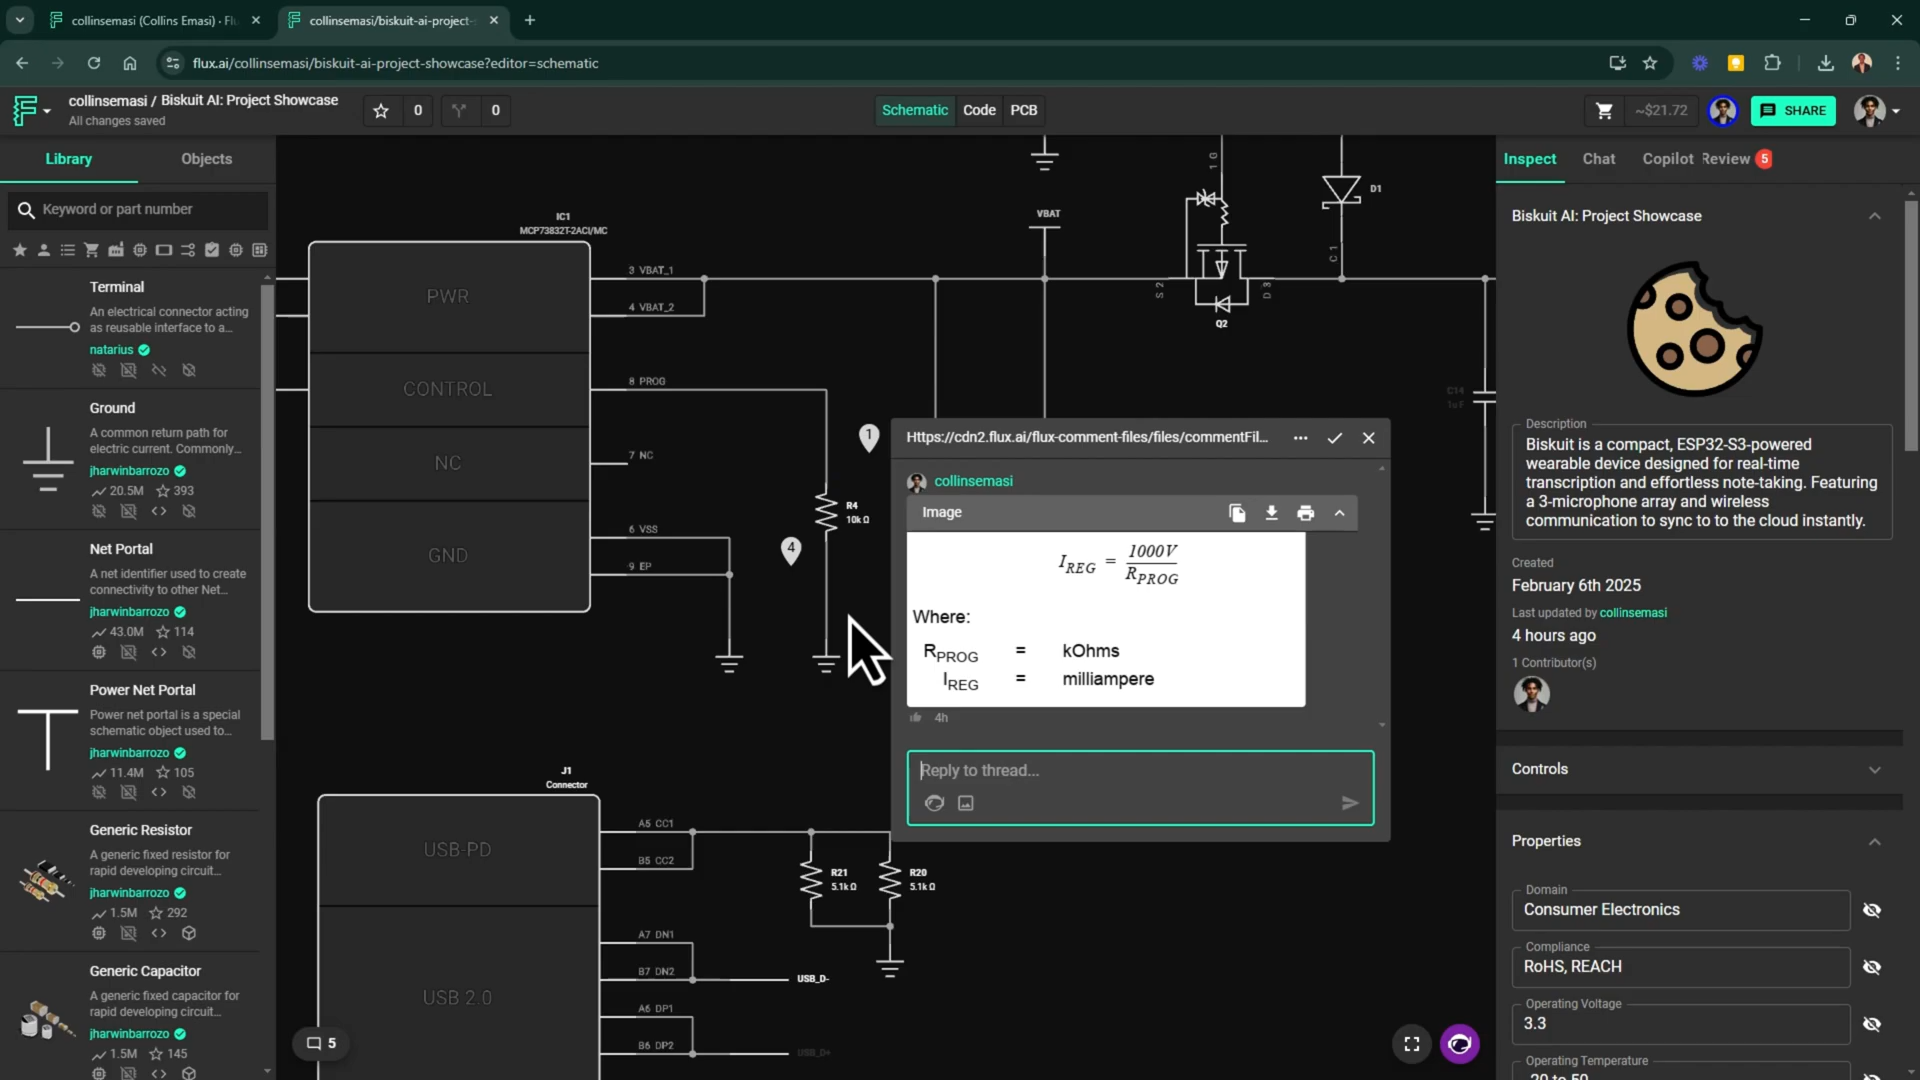 collinsemasi (Collins Emasi) · Fl
collinsemasi/biskuit-ai-project-
flux.ai/collinsemasi/biskuit-ai-project-showcase?editor=schematic
collinsemasi / Biskuit AI: Project Showcase
All changes saved
0
0
Schematic
Code
PCB
~$21.72
SHARE
Library
Objects
Keyword or part number
Terminal
An electrical connector acting
as reusable interface to a...
natarius
Ground
A common return path for
electric current. Commonly...
jharwinbarrozo
20.5M
393
Net Portal
A net identifier used to create
connectivity to other Net...
jharwinbarrozo
43.0M
114
Power Net Portal
Power net portal is a special
schematic object used to...
jharwinbarrozo
11.4M
105
Generic Resistor
A generic fixed resistor for
rapid developing circuit...
jharwinbarrozo
1.5M
292
Generic Capacitor
A generic fixed capacitor for
rapid developing circuit...
jharwinbarrozo
1.5M
145
IC1
MCP73832T-2ACI/MC
PWR
CONTROL
NC
GND
3 VBAT_1
4 VBAT_2
8 PROG
7 NC
6 VSS
9 EP
R4
10k Ω
1
4
VBAT
1 G
S 2
D 3
Q2
D1
C 1
C14
1uF
J1
Connector
USB-PD
USB 2.0
A5 CC1
B5 CC2
A7 DN1
B7 DN2
A6 DP1
B6 DP2
R21
5.1k Ω
R20
5.1k Ω
USB_D-
USB_D+
5
Https://cdn2.flux.ai/flux-comment-files/files/commentFil...
collinsemasi
Image
I_REG = 1000V / R_PROG
Where:
R_PROG = kOhms
I_REG = milliampere
4h
Reply to thread...
Inspect
Chat
Copilot
Review
5
Biskuit AI: Project Showcase
Description
Biskuit is a compact, ESP32-S3-powered
wearable device designed for real-time
transcription and effortless note-taking. Featuring
a 3-microphone array and wireless
communication to sync to to the cloud instantly.
Created
February 6th 2025
Last updated by collinsemasi
4 hours ago
1 Contributor(s)
Controls
Properties
Domain
Consumer Electronics
Compliance
RoHS, REACH
Operating Voltage
3.3
Operating Temperature
-20 to 50